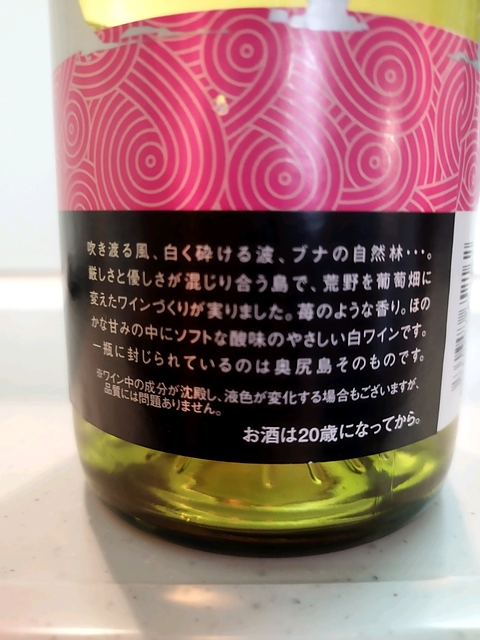 吹き渡る風、白く砕ける波、ブナの自然林・・・。
厳しさと優しさが混じり合う島で、荒野を葡萄畑に
変えたワインづくりが実りました。苺のような香り。ほの
かな甘みの中にソフトな酸味のやさしい白ワインです。
一瓶に封じられているのは奥尻島そのものです。
※ワイン中の成分が沈殿し、液色が変化する場合もございますが、
品質には問題ありません。
お酒は20歳になってから。